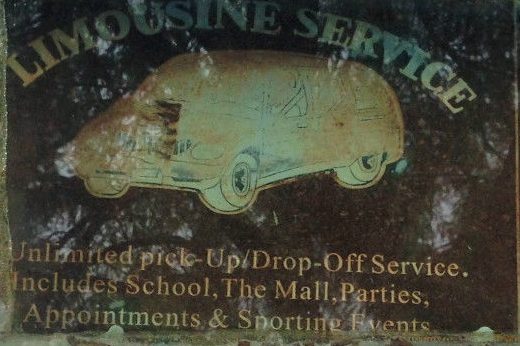 LIMOUSINE SERVICE
Unlimited pick-Up/Drop-Off Service.
Includes School, The Mall, Parties,
Appointments & Sporting Events